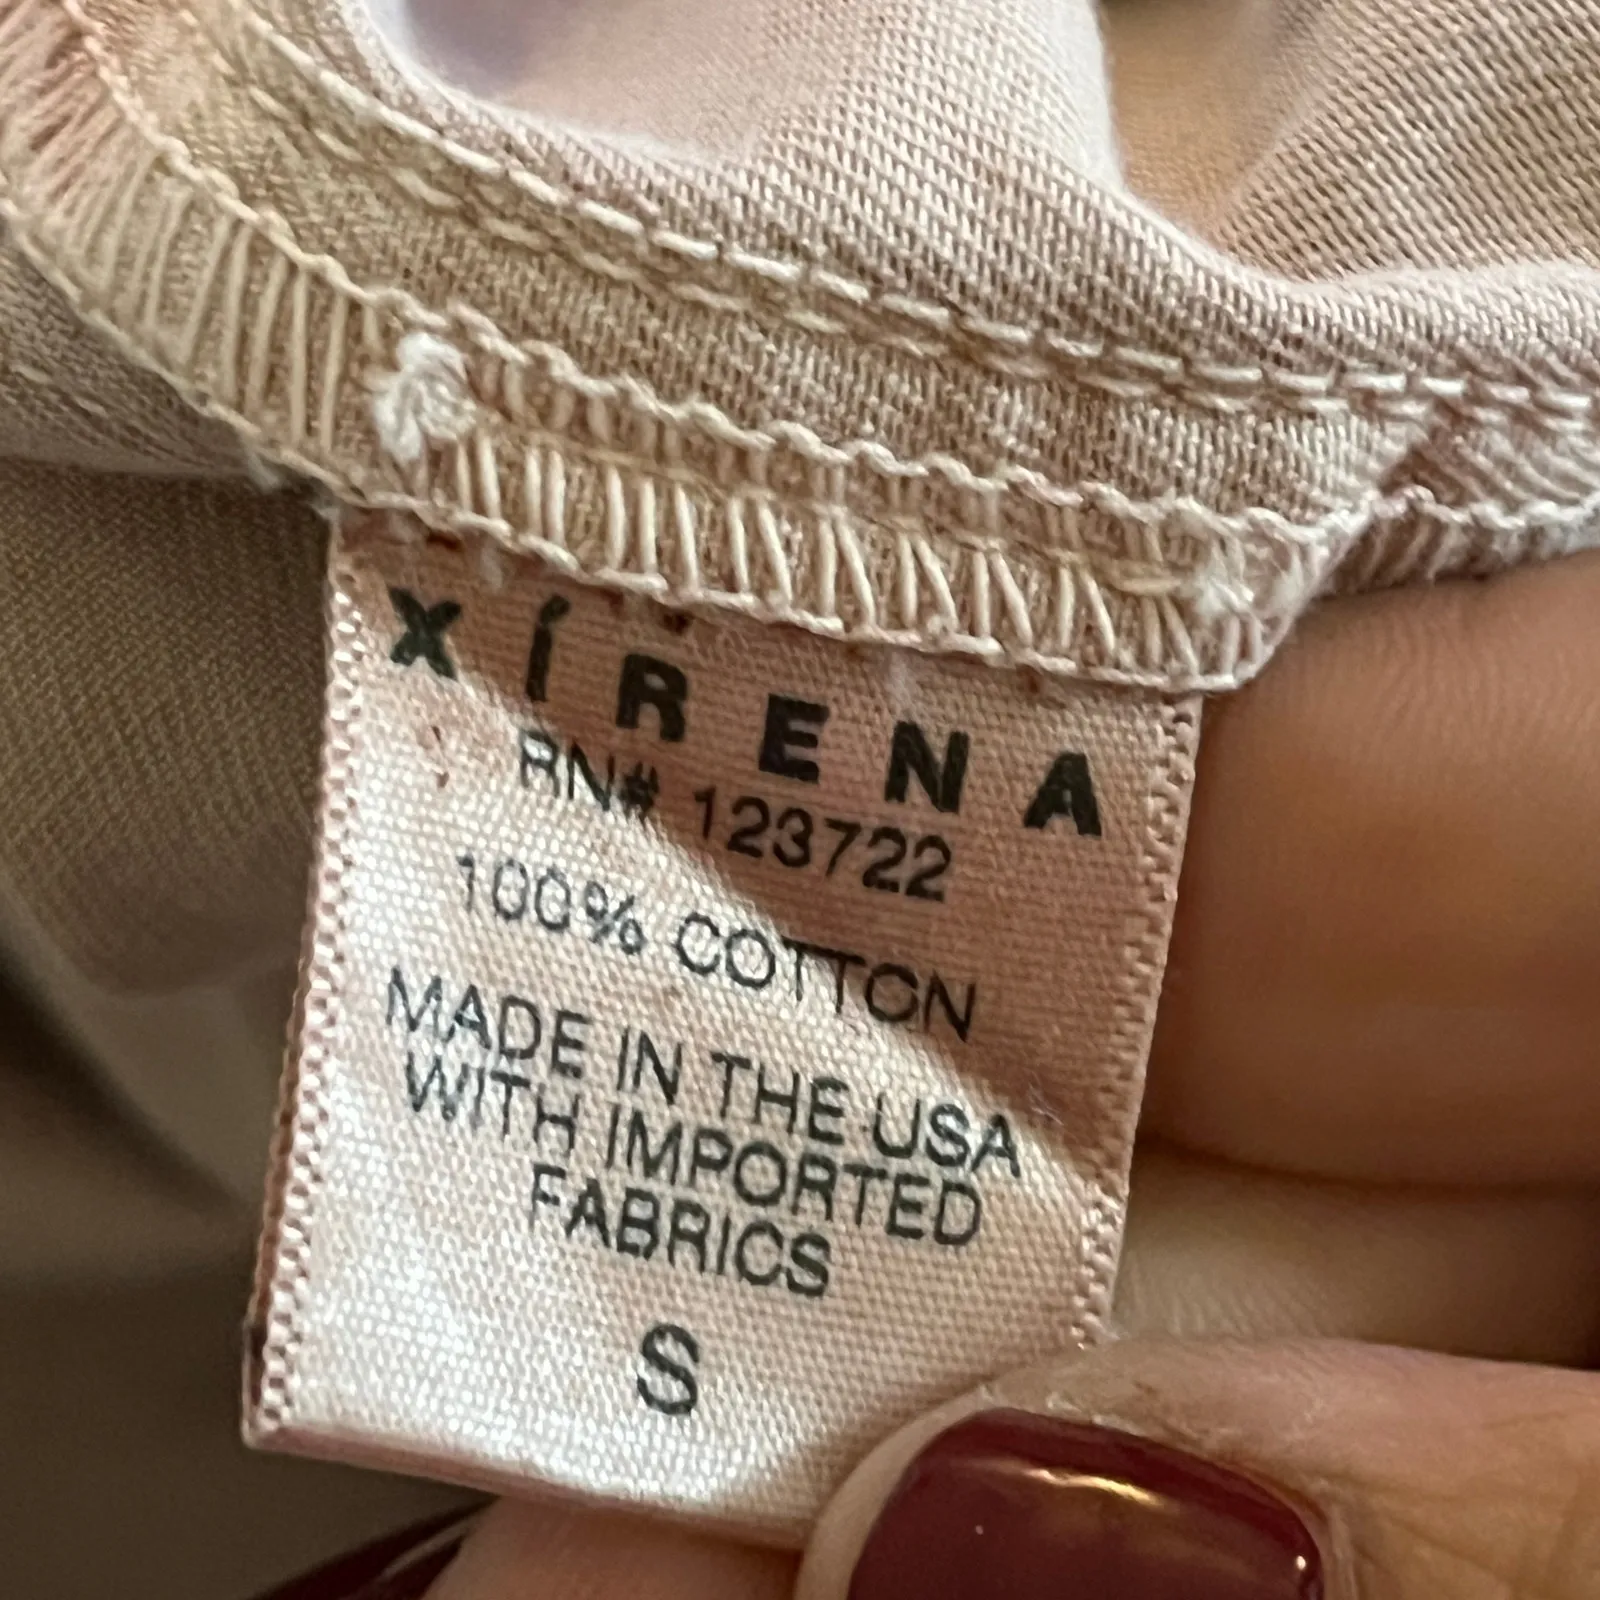 XÍRENA
RN# 123722
100% COTTON
MADE IN THE USA
WITH IMPORTED
FABRICS
S